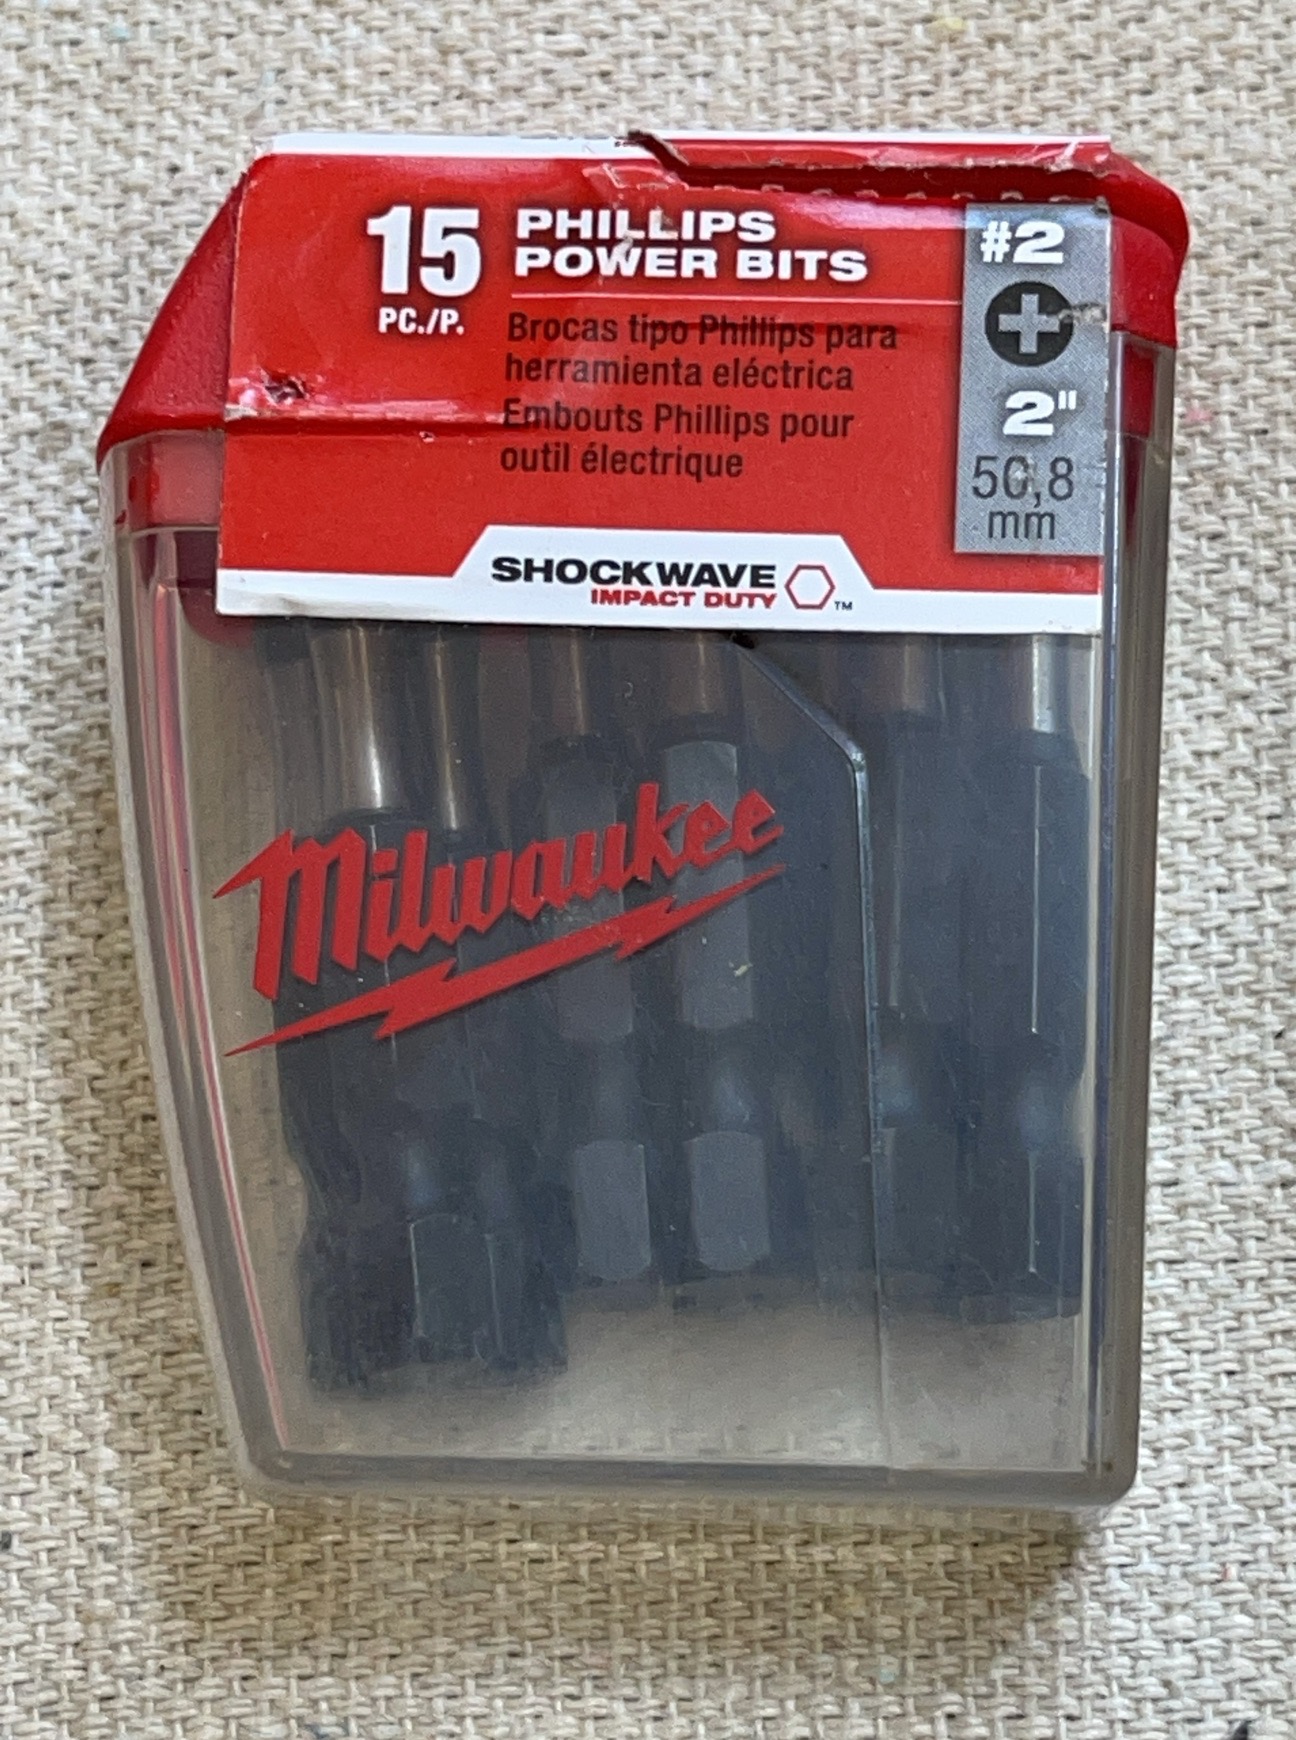 15
PC./P.
PHILLIPS
POWER BITS
Brocas tipo Phillips para
herramienta eléctrica
Embouts Phillips pour
outil électrique
#2
2"
50,8
mm
SHOCKWAVE
IMPACT DUTY ™
Milwaukee